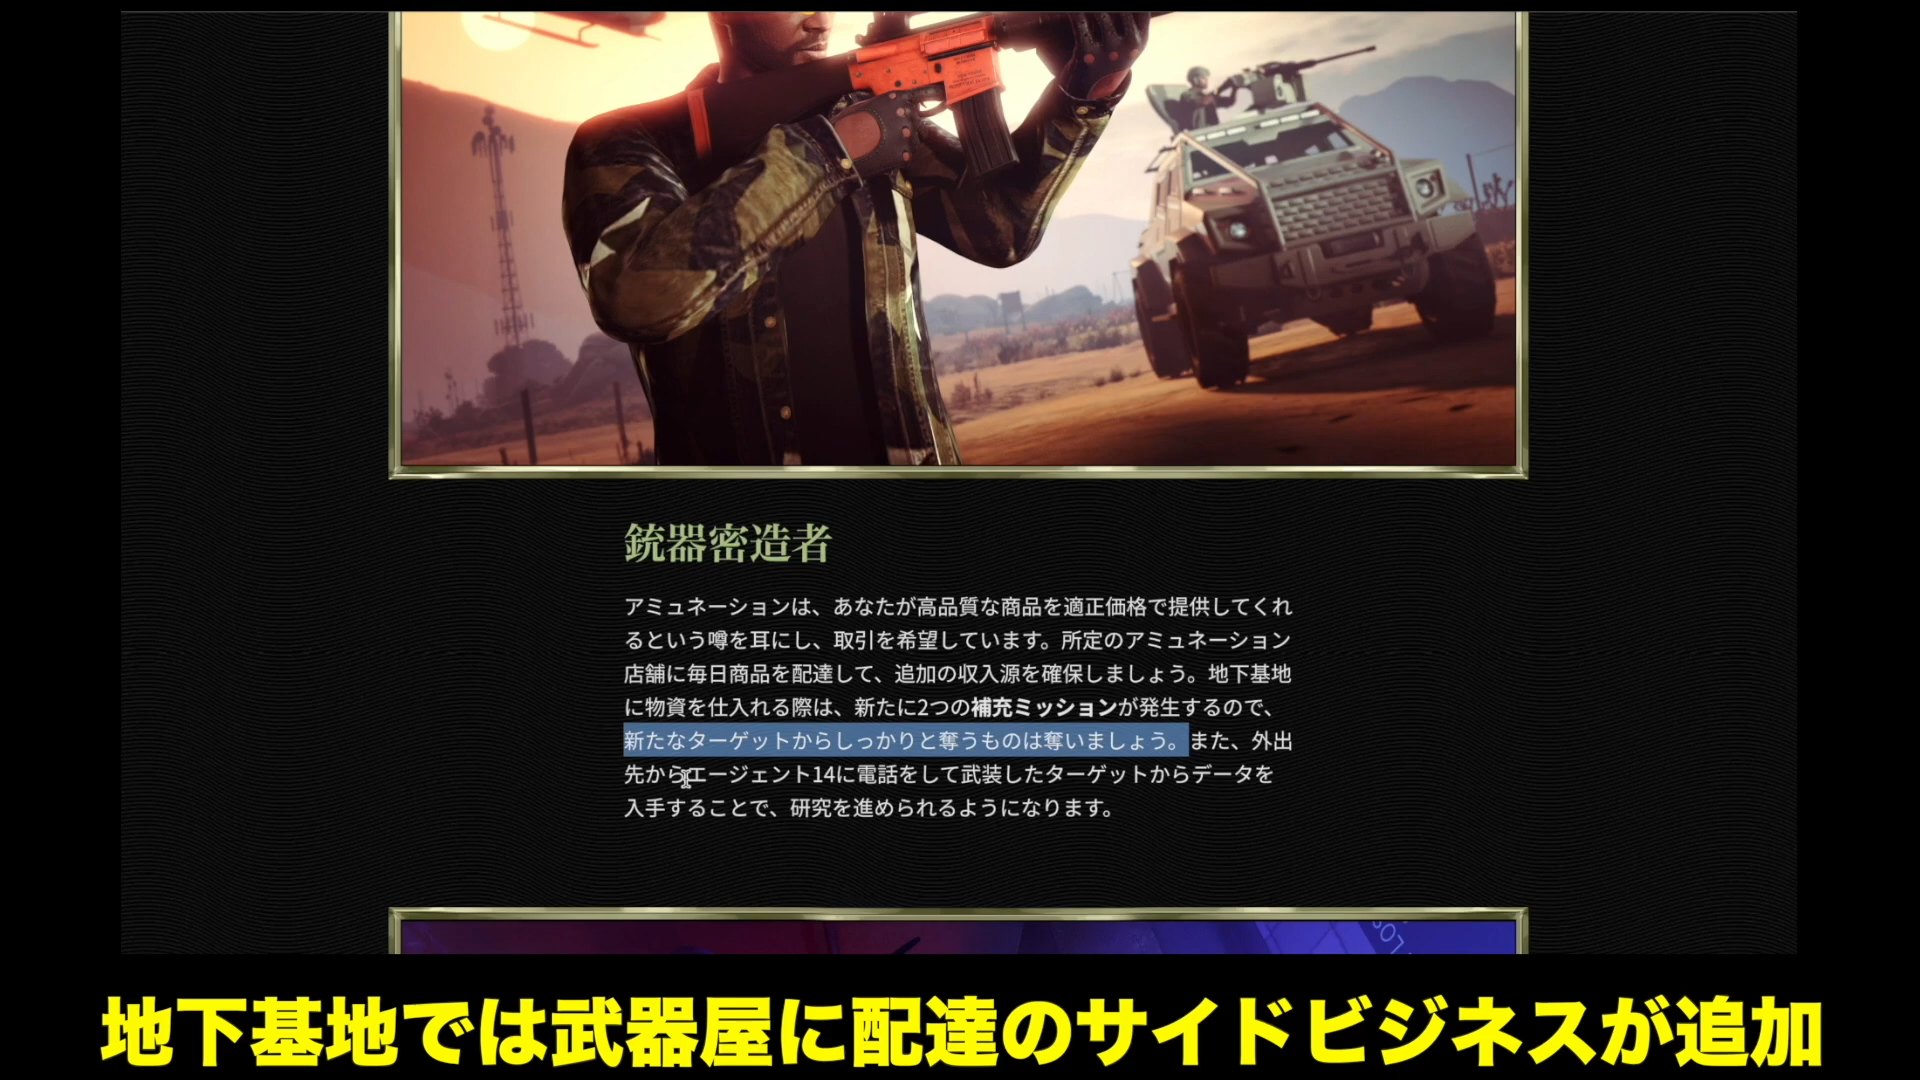 銃器密造者
アミュネーションは、あなたが高品質な商品を適正価格で提供してくれ
るという噂を耳にし、取引を希望しています。所定のアミュネーション
店舗に毎日商品を配達して、追加の収入源を確保しましょう。地下基地
に物資を仕入れる際は、新たに2つの補充ミッションが発生するので、
新たなターゲットからしっかりと奪うものは奪いましょう。また、外出
先からエージェント14に電話をして武装したターゲットからデータを
入手することで、研究を進められるようになります。
地下基地では武器屋に配達のサイドビジネスが追加